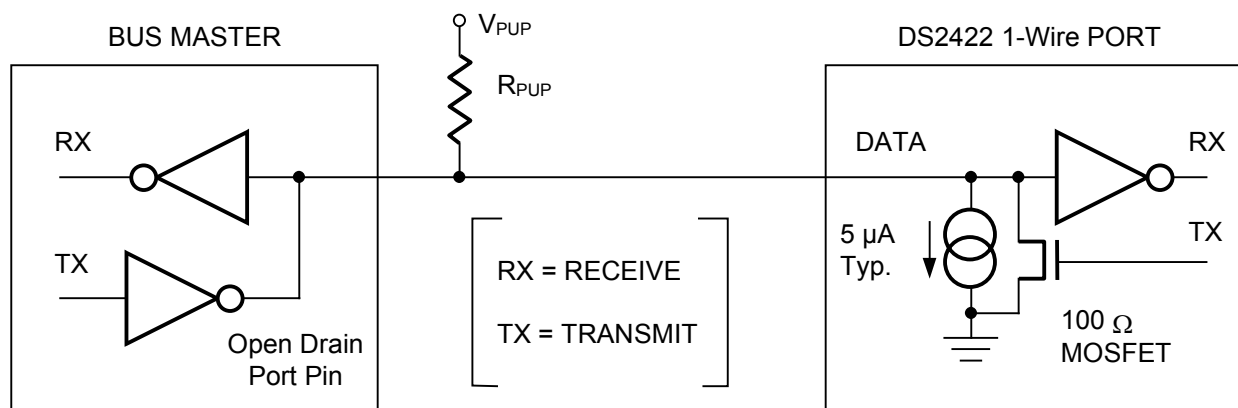 BUS MASTER
VPUP
DS2422 1-Wire PORT
RPUP
RX
DATA
RX
5 µA
Typ.
TX
TX
RX = RECEIVE
TX = TRANSMIT
Open Drain
Port Pin
100 Ω
MOSFET